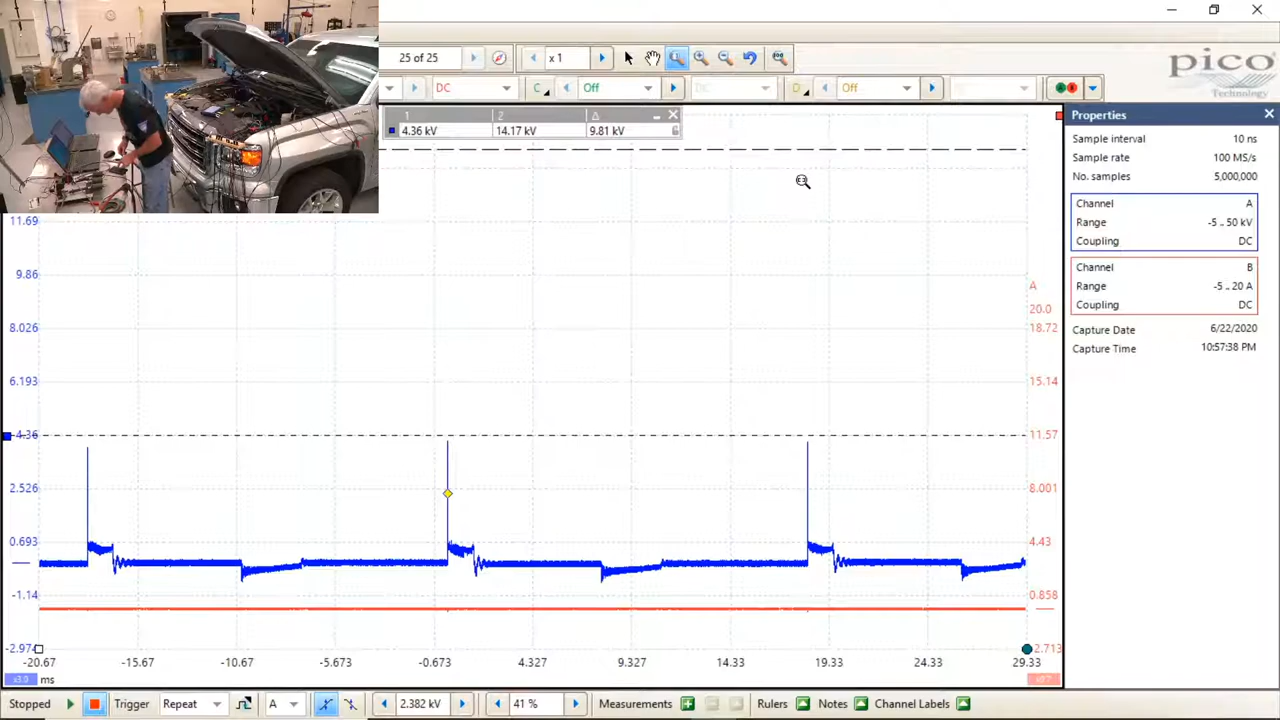 25 of 25
x 1
pico
Technology
DC
C
Off
DC
D
Off
1
2
Δ
4.36 kV
14.17 kV
9.81 kV
Properties
Sample interval
10 ns
Sample rate
100 MS/s
No. samples
5,000,000
Channel
A
Range
-5 .. 50 kV
Coupling
DC
Channel
B
Range
-5 .. 20 A
Coupling
DC
Capture Date
6/22/2020
Capture Time
10:57:38 PM
11.69
9.86
8.026
6.193
4.36
2.526
0.693
-1.14
-2.974
A
20.0
18.72
15.14
11.57
8.001
4.43
0.858
2.713
-20.67
-15.67
-10.67
-5.673
-0.673
4.327
9.327
14.33
19.33
24.33
29.33
x3.0
ms
x0.7
Stopped
Trigger
Repeat
A
2.382 kV
41 %
Measurements
Rulers
Notes
Channel Labels